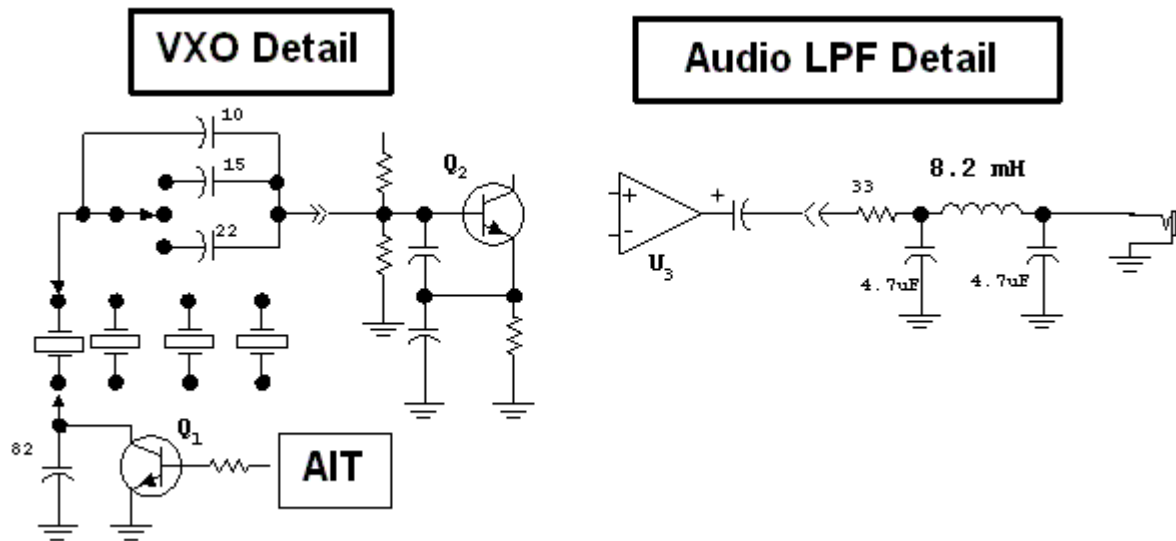 VXO Detail
Audio LPF Detail
10
15
22
Q2
+
33
8.2 mH
+
-
U3
4.7uF
4.7uF
82
Q1
AIT